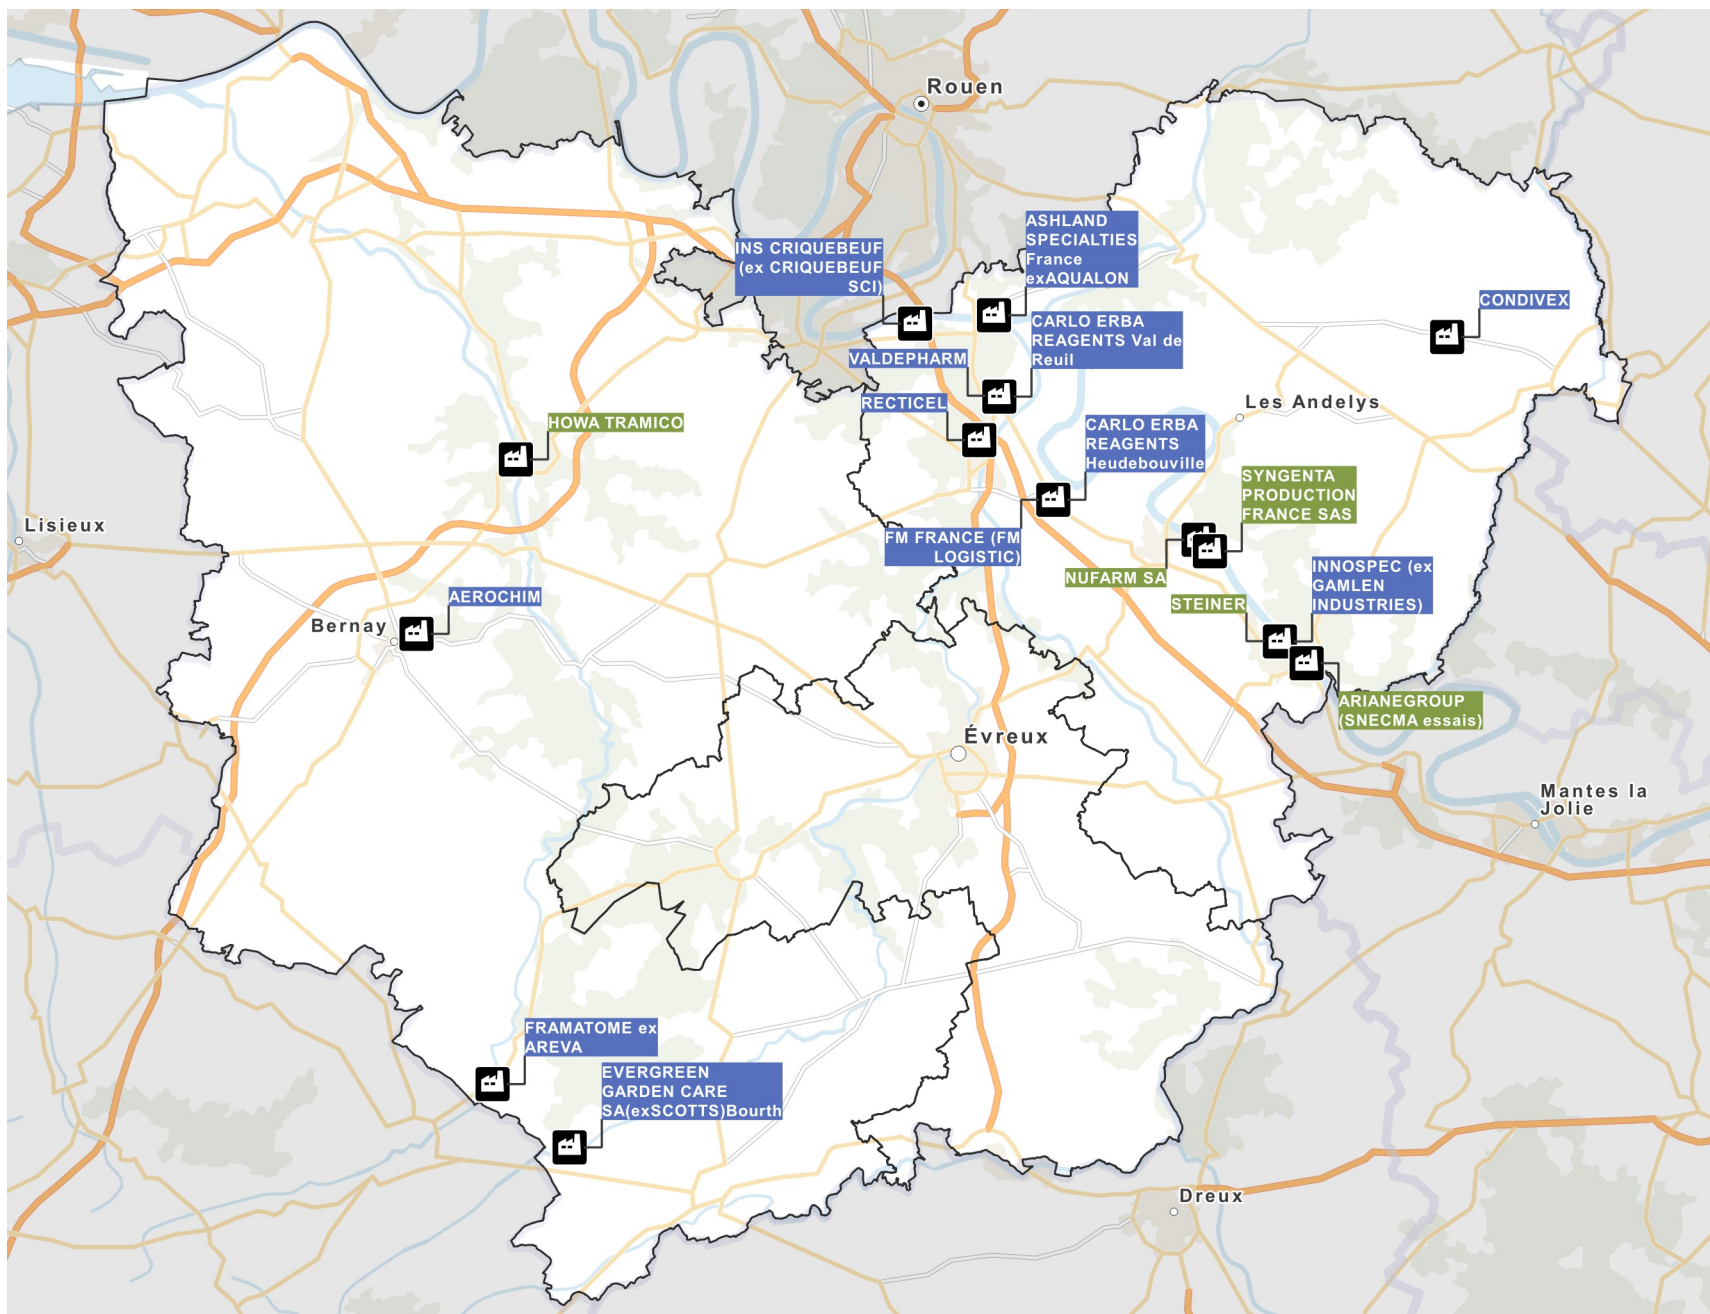 Rouen
ASHLAND
SPECIALTIES
France
exAQUALON
INS CRIQUEBEUF
(ex CRIQUEBEUF
SCI)
CONDIVEX
CARLO ERBA
REAGENTS Val de
Reuil
VALDEPHARM
RECTICEL
Les Andelys
HOWA TRAMICO
CARLO ERBA
REAGENTS
Heudebouville
SYNGENTA
PRODUCTION
FRANCE SAS
Lisieux
FM FRANCE (FM
LOGISTIC)
NUFARM SA
INNOSPEC (ex
GAMLEN
INDUSTRIES)
AEROCHIM
STEINER
Bernay
ARIANEGROUP
(SNECMA essais)
Évreux
Mantes la
Jolie
FRAMATOME ex
AREVA
EVERGREEN
GARDEN CARE
SA(exSCOTTS)Bourth
Dreux